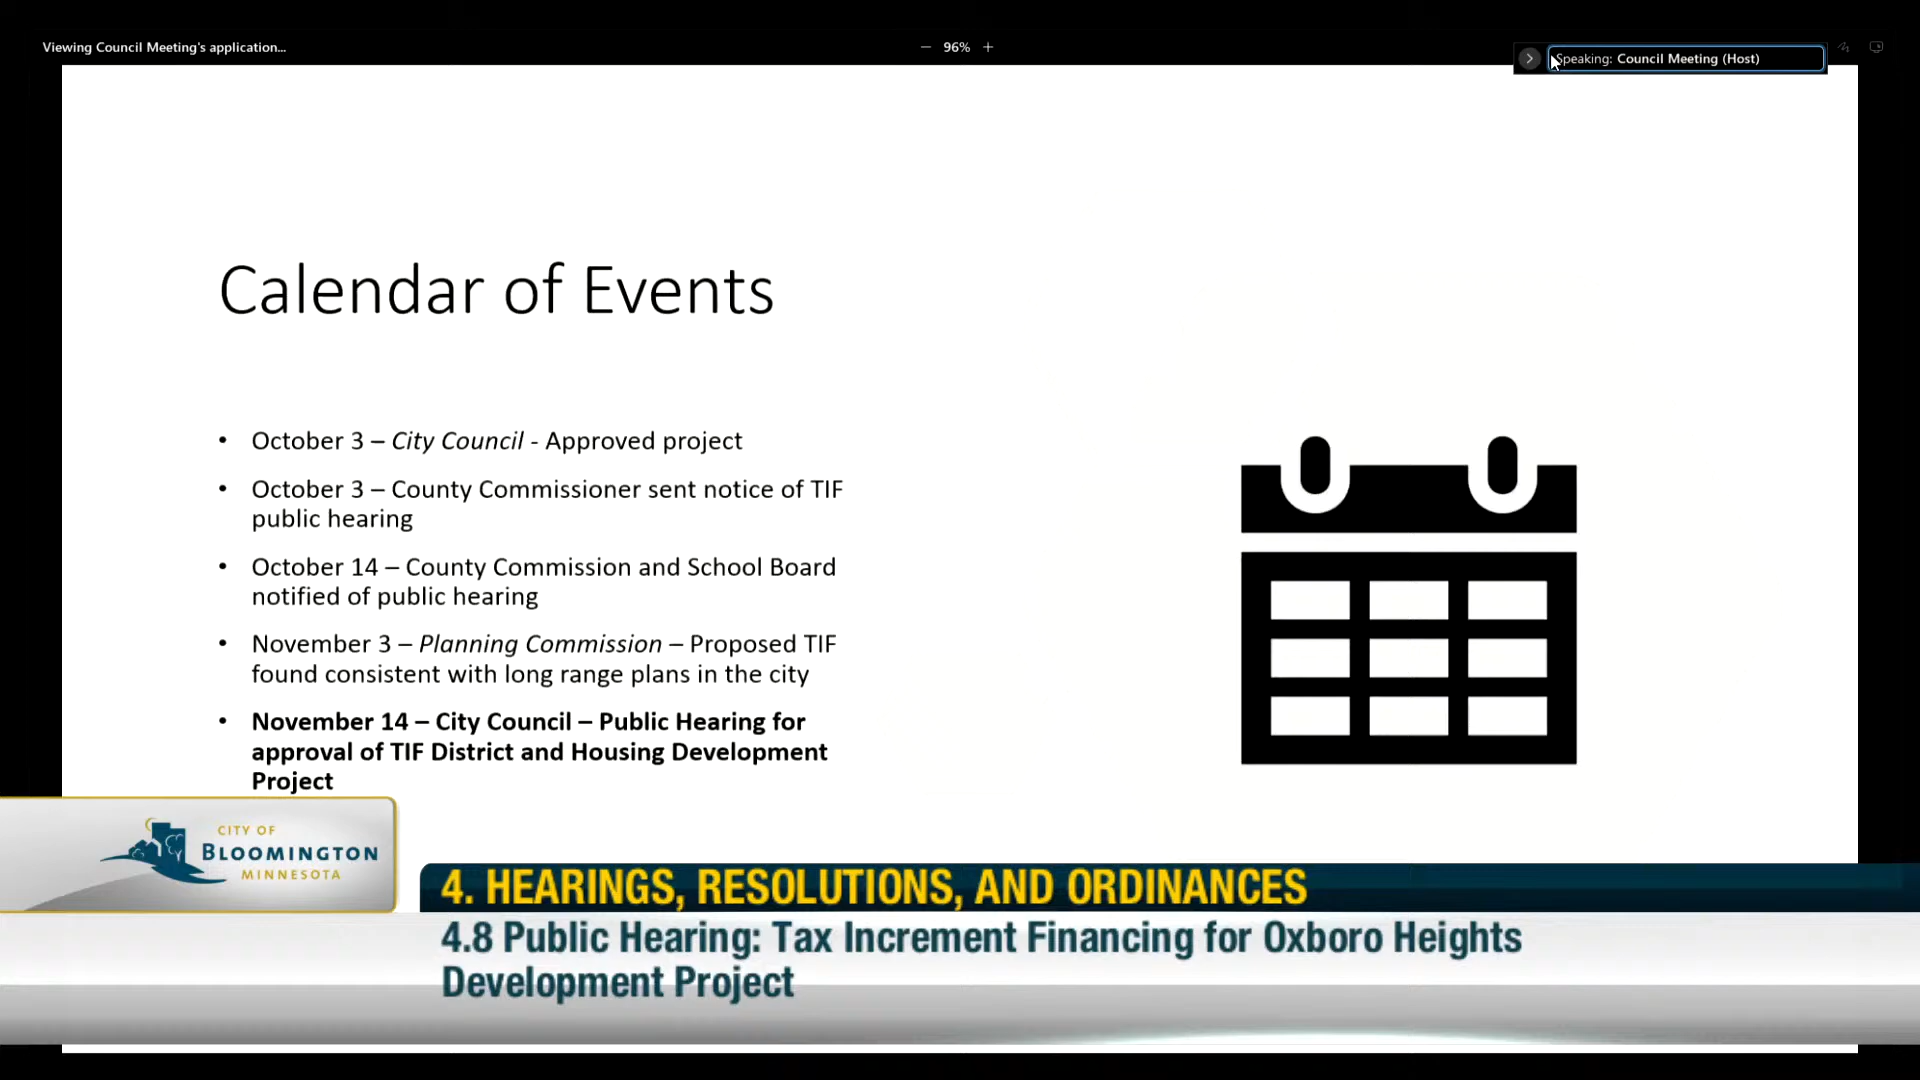 Viewing Council Meeting's application...
96%
Speaking: Council Meeting (Host)
Calendar of Events
• October 3 – City Council - Approved project
• October 3 – County Commissioner sent notice of TIF
public hearing
• October 14 – County Commission and School Board
notified of public hearing
• November 3 – Planning Commission – Proposed TIF
found consistent with long range plans in the city
• November 14 – City Council – Public Hearing for
approval of TIF District and Housing Development
Project
CITY OF
BLOOMINGTON
MINNESOTA
4. HEARINGS, RESOLUTIONS, AND ORDINANCES
4.8 Public Hearing: Tax Increment Financing for Oxboro Heights
Development Project